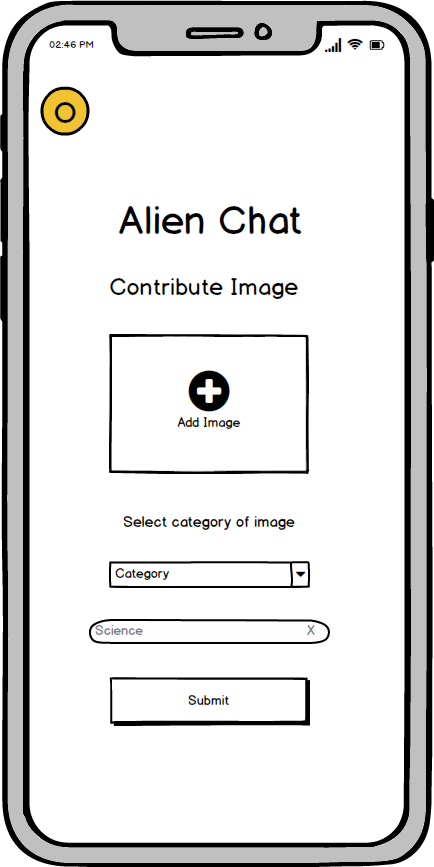 02:46 PM
Alien Chat
Contribute Image
Add Image
Select category of image
Category
Science X
Submit